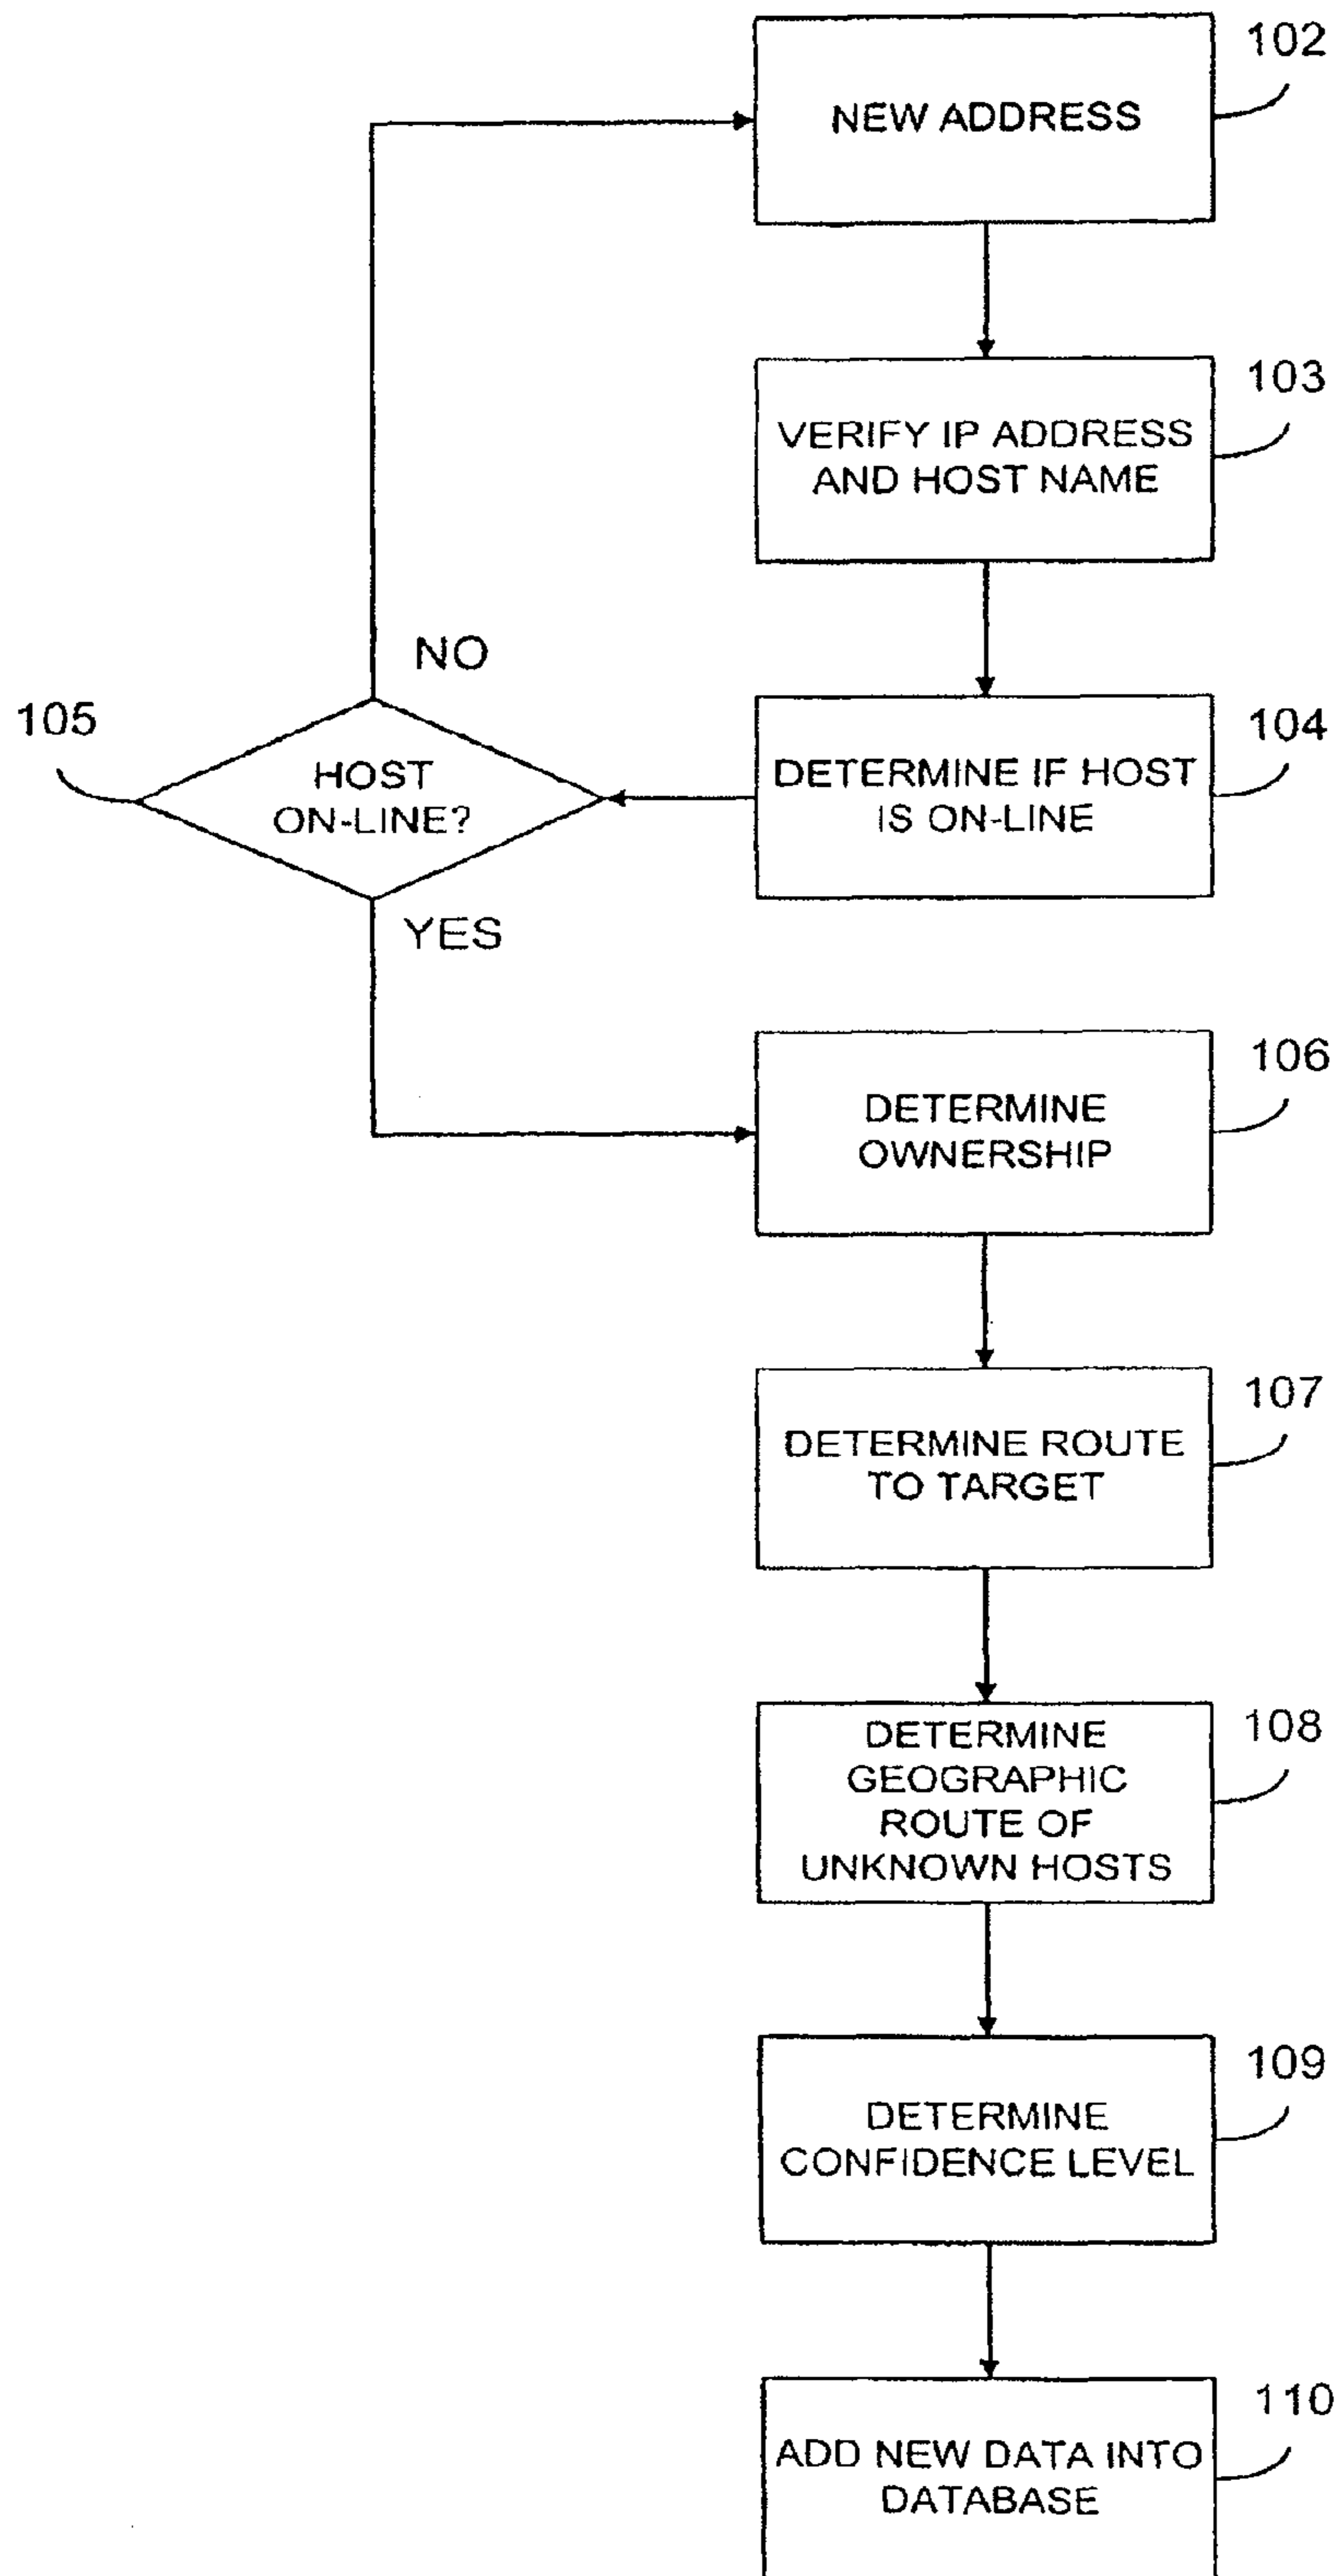 102
NEW ADDRESS
103
VERIFY IP ADDRESS
AND HOST NAME
NO
105
104
HOST
ON-LINE?
DETERMINE IF HOST
IS ON-LINE
YES
106
DETERMINE
OWNERSHIP
107
DETERMINE ROUTE
TO TARGET
108
DETERMINE
GEOGRAPHIC
ROUTE OF
UNKNOWN HOSTS
109
DETERMINE
CONFIDENCE LEVEL
110
ADD NEW DATA INTO
DATABASE